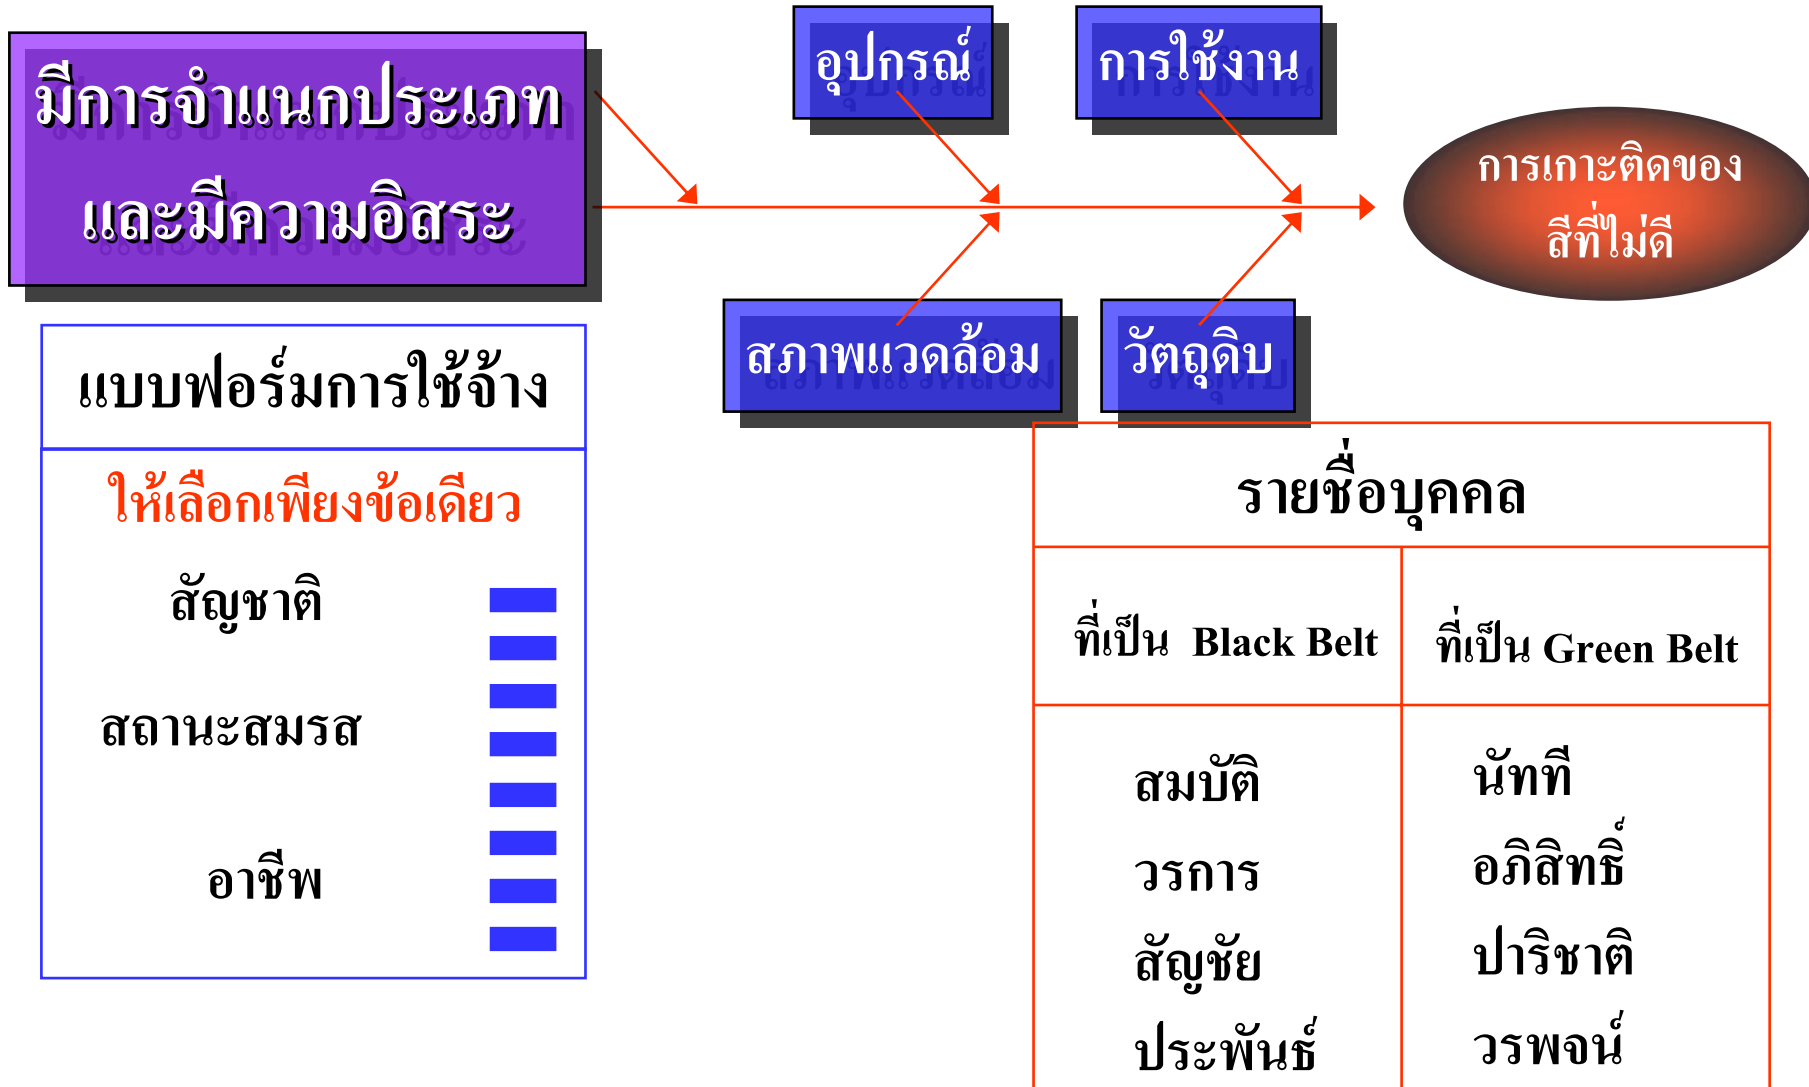 มีการจำแนกประเภท
และมีความอิสระ
อุปกรณ์
การใช้งาน
การเกาะติดของ
สีที่ไม่ดี
สภาพแวดล้อม
วัตถุดิบ
แบบฟอร์มการใช้จ้าง
ให้เลือกเพียงข้อเดียว
สัญชาติ
สถานะสมรส
อาชีพ
รายชื่อบุคคล
ที่เป็น Black Belt
ที่เป็น Green Belt
สมบัติ
นัทที
วรการ
อภิสิทธิ์
สัญชัย
ปาริชาติ
ประพันธ์
วรพจน์